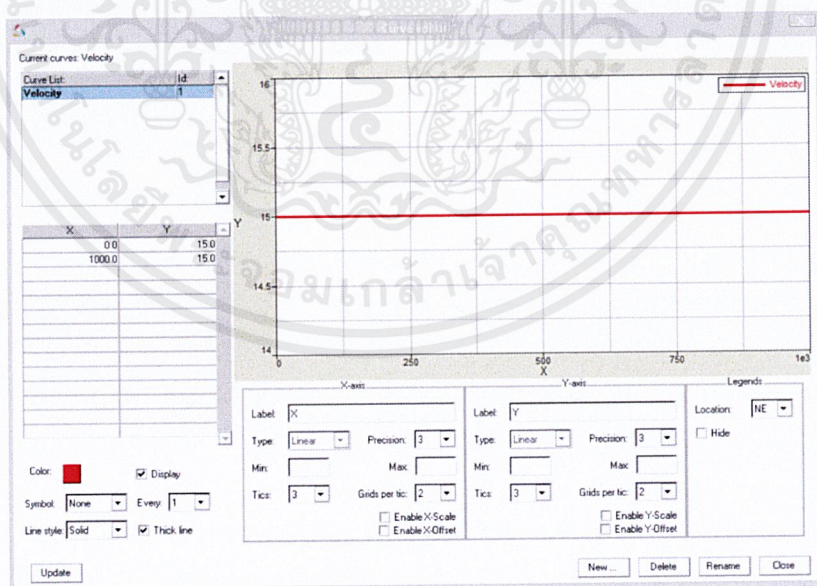 Curve editor
Current curves: Velocity
Curve List: Id:
Velocity 1
X Y
0.0 15.0
1000.0 15.0
Color: Display
Symbol: None Every: 1
Line style: Solid Thick line
Update
Velocity
16
15.5
Y
15
14.5
14
0 250 500 750 1e3
X
X-axis
Label: X
Type: Linear Precision: 3
Min: Max:
Tics: 3 Grids per tic: 2
Enable X-Scale
Enable X-Offset
Y-axis
Label: Y
Type: Linear Precision: 3
Min: Max:
Tics: 3 Grids per tic: 2
Enable Y-Scale
Enable Y-Offset
Legends
Location: NE
Hide
New ... Delete Rename Close